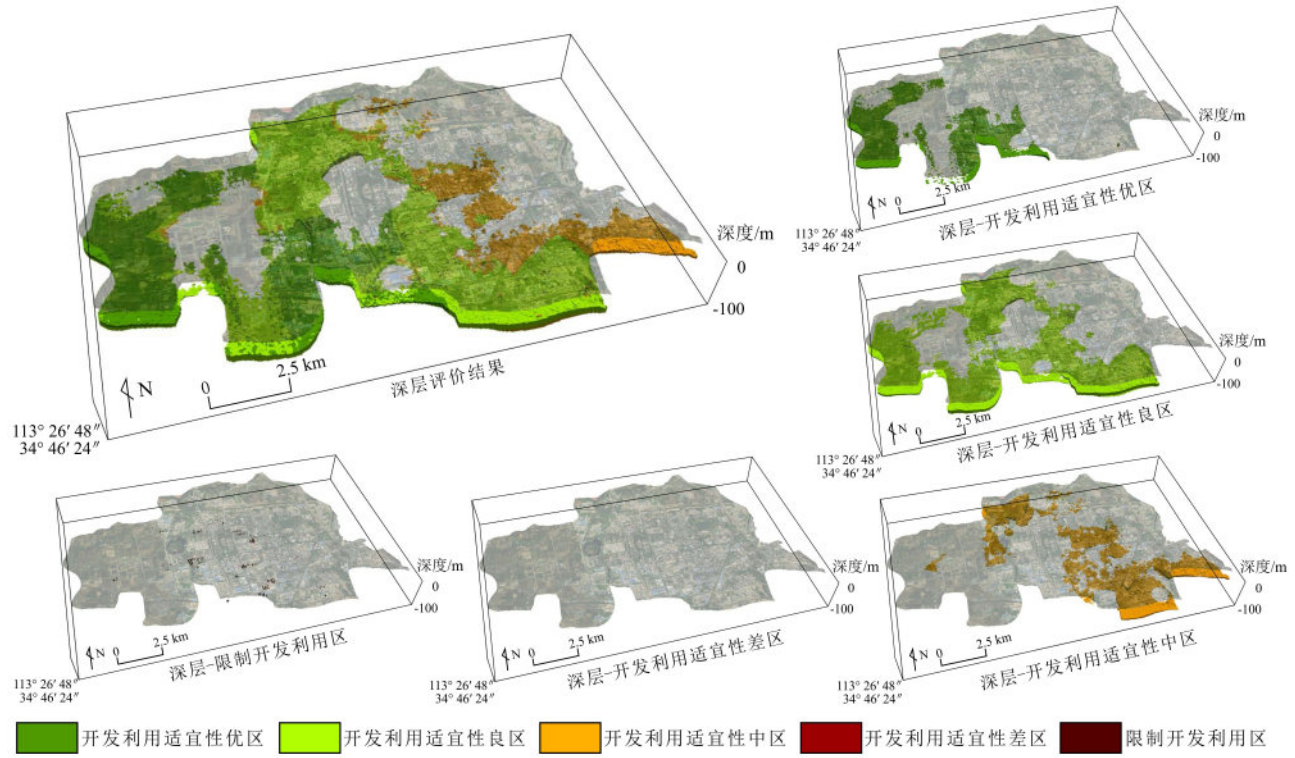 深度/m
0
-100
N
0
2.5 km
深层评价结果
113° 26′ 48″
34° 46′ 24″
深度/m
0
-100
N
0
2.5 km
深层-开发利用适宜性优区
113° 26′ 48″
34° 46′ 24″
深度/m
0
-100
N
0
2.5 km
深层-开发利用适宜性良区
113° 26′ 48″
34° 46′ 24″
深度/m
0
-100
N
0
2.5 km
深层-限制开发利用区
113° 26′ 48″
34° 46′ 24″
深度/m
0
-100
N
0
2.5 km
深层-开发利用适宜性差区
113° 26′ 48″
34° 46′ 24″
深度/m
0
-100
N
0
2.5 km
深层-开发利用适宜性中区
113° 26′ 48″
34° 46′ 24″
开发利用适宜性优区
开发利用适宜性良区
开发利用适宜性中区
开发利用适宜性差区
限制开发利用区